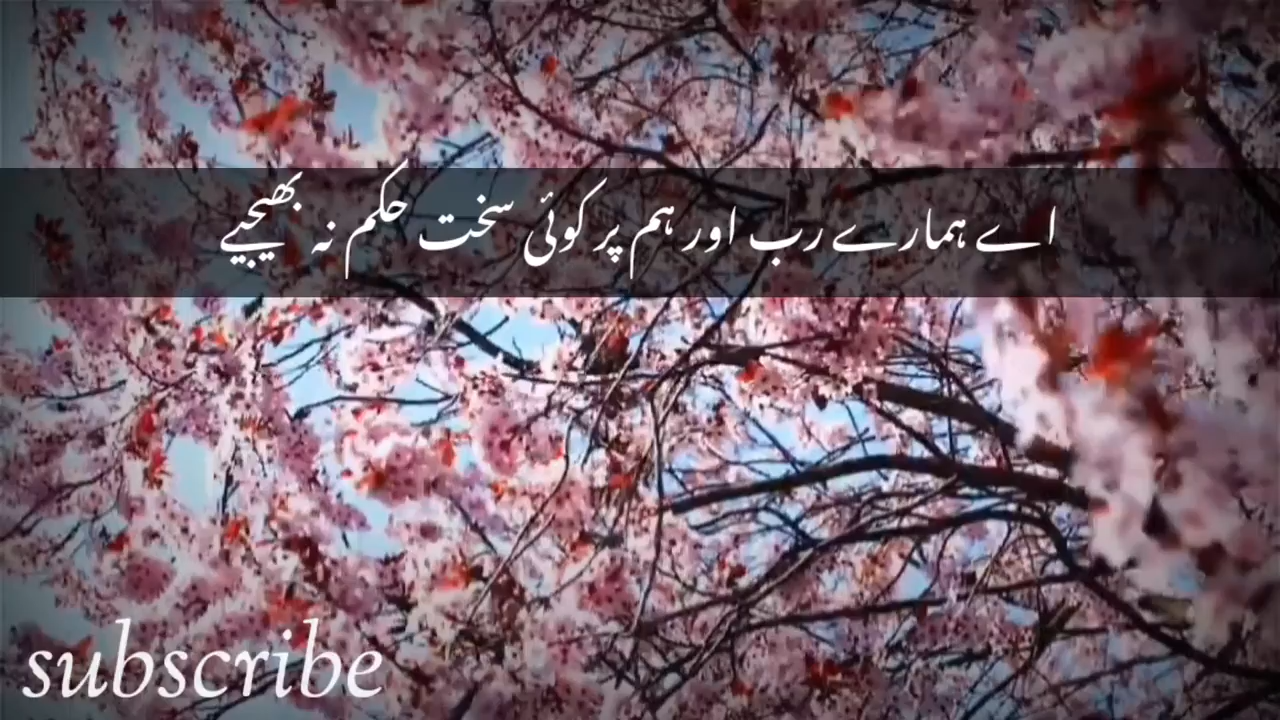 اے ہمارے رب اور ہم پر کوئی سخت حکم نہ بھیجیے
subscribe